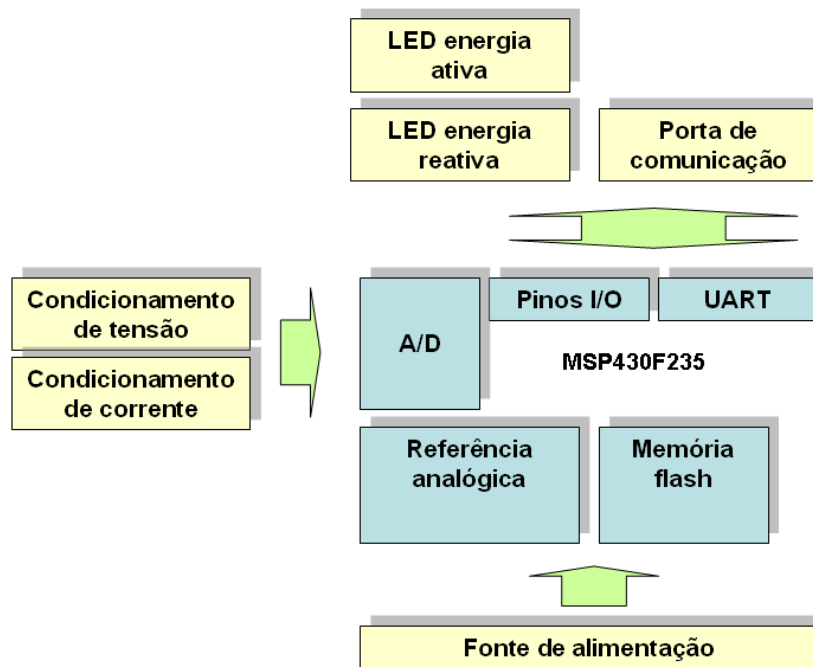 LED energia
ativa
LED energia
reativa
Porta de
comunicação
Condicionamento
de tensão
Condicionamento
de corrente
A/D
Pinos I/O
UART
MSP430F235
Referência
analógica
Memória
flash
Fonte de alimentação